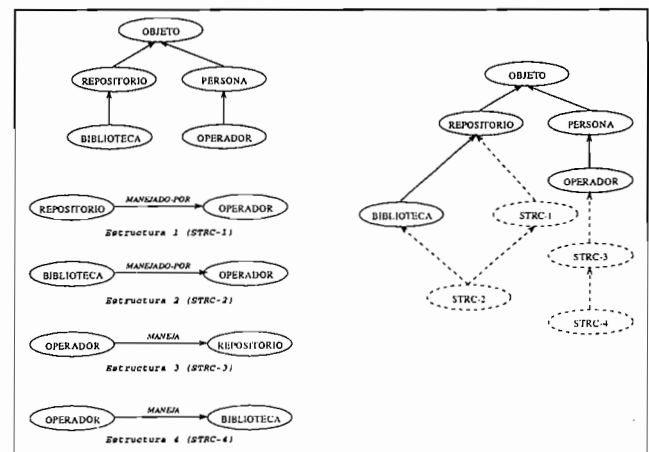 OBJETO
REPOSITORIO PERSONA
BIBLIOTECA OPERADOR
REPOSITORIO MANEJADO-POR OPERADOR
Estructura 1 (STRC-1)
BIBLIOTECA MANEJADO-POR OPERADOR
Estructura 2 (STRC-2)
OPERADOR MANEJA REPOSITORIO
Estructura 3 (STRC-3)
OPERADOR MANEJA BIBLIOTECA
Estructura 4 (STRC-4)
OBJETO
REPOSITORIO PERSONA
OPERADOR
BIBLIOTECA STRC-1
STRC-3
STRC-2
STRC-4